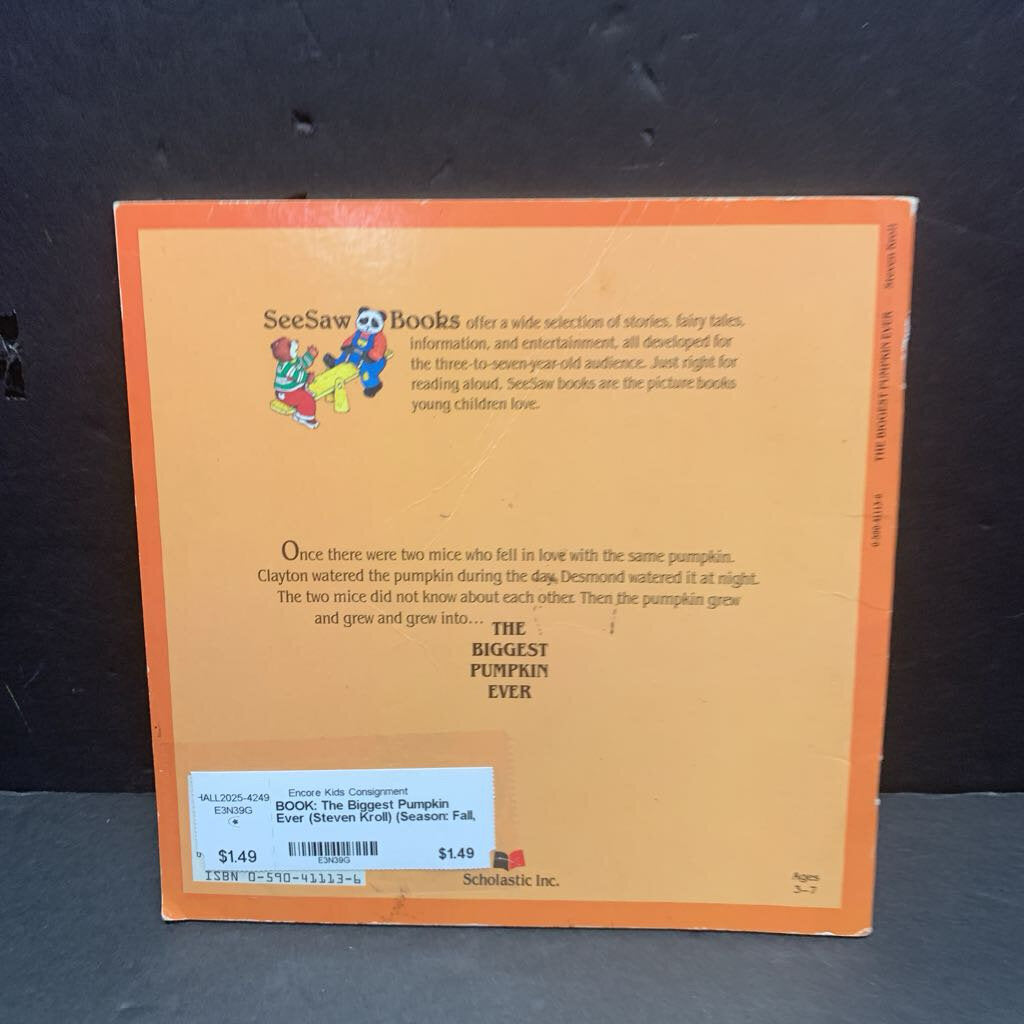 SeeSaw Books offer a wide selection of stories, fairy tales,
information, and entertainment, all developed for
the three-to-seven-year-old audience. Just right for
reading aloud, SeeSaw books are the picture books
young children love.
Once there were two mice who fell in love with the same pumpkin.
Clayton watered the pumpkin during the day, Desmond watered it at night.
The two mice did not know about each other. Then the pumpkin grew
and grew and grew into...
THE
BIGGEST
PUMPKIN
EVER
HALL2025-4249
E3N39G
$1.49
Encore Kids Consignment
BOOK: The Biggest Pumpkin
Ever (Steven Kroll) (Season: Fall,
E3N39G
$1.49
ISBN 0-590-41113-6
Scholastic Inc.
Ages
3-7
Steven Kroll
THE BIGGEST PUMPKIN EVER
0-590-41113-6